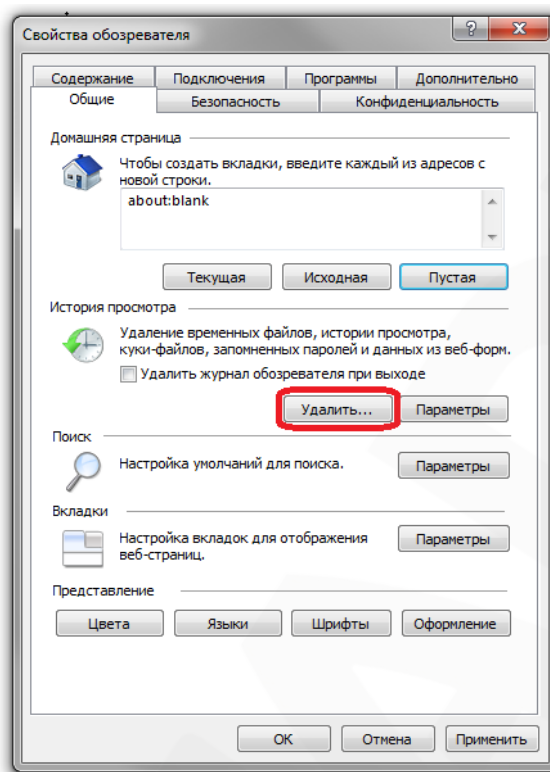 Свойства обозревателя
?
Содержание Подключения Программы Дополнительно
Общие Безопасность Конфиденциальность
Домашняя страница
Чтобы создать вкладки, введите каждый из адресов с
новой строки.
about:blank
Текущая Исходная Пустая
История просмотра
Удаление временных файлов, истории просмотра,
куки-файлов, запомненных паролей и данных из веб-форм.
Удалить журнал обозревателя при выходе
Удалить... Параметры
Поиск
Настройка умолчаний для поиска. Параметры
Вкладки
Настройка вкладок для отображения Параметры
веб-страниц.
Представление
Цвета Языки Шрифты Оформление
ОК Отмена Применить